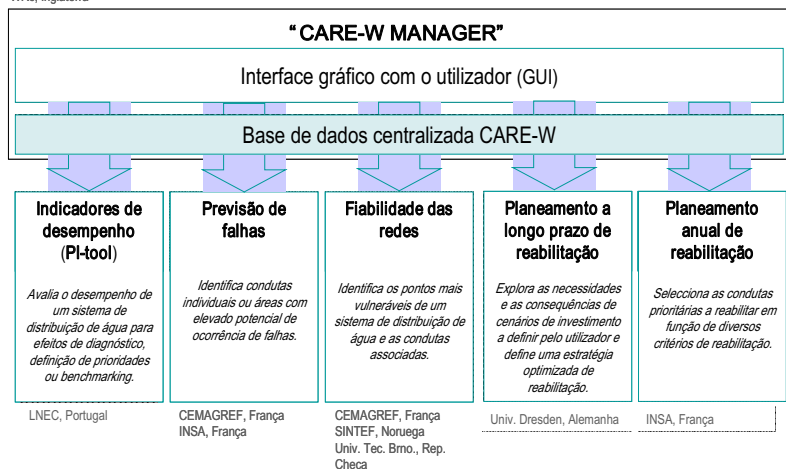 "CARE-W MANAGER"
Interface gráfico com o utilizador (GUI)
Base de dados centralizada CARE-W
Indicadores de
desempenho
(PI-tool)
Avalia o desempenho de
um sistema de
distribuição de água para
efeitos de diagnóstico,
definição de prioridades
ou benchmarking.
LNEC, Portugal
Previsão de
falhas
Identifica condutas
individuais ou áreas com
elevado potencial de
ocorrência de falhas.
CEMAGREF, França
INSA, França
Fiabilidade das
redes
Identifica os pontos mais
vulneráveis de um
sistema de distribuição de
água e as condutas
associadas.
CEMAGREF, França
SINTEF, Noruega
Univ. Tec. Brno., Rep.
Checa
Planeamento a
longo prazo de
reabilitação
Explora as necessidades
e as consequências de
cenários de investimento
a definir pelo utilizador e
define uma estratégia
optimizada de
reabilitação.
Univ. Dresden, Alemanha
Planeamento
anual de
reabilitação
Selecciona as condutas
prioritárias a reabilitar em
função de diversos
critérios de reabilitação.
INSA, França